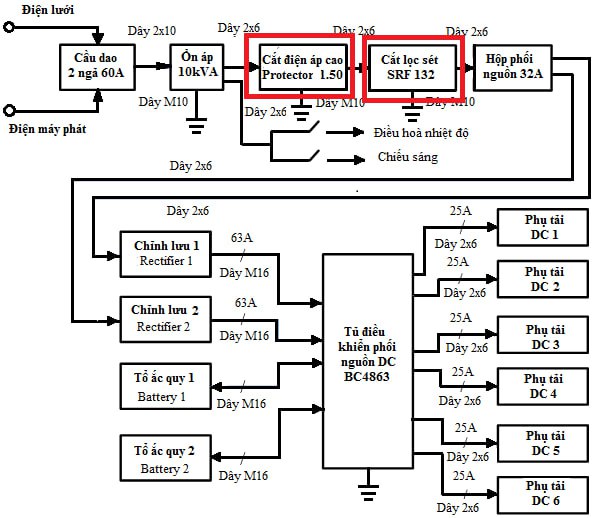 Điện lưới
Dây 2x10
Dây 2x6
Dây 2x6
Dây 2x6
Cầu dao
2 ngả 60A
Ổn áp
10kVA
Cắt điện áp cao
Protector 1.50
Cắt lọc sét
SRF 132
Hộp phối
nguồn 32A
Dây M10
Dây 2x6
Dây M10
Dây M10
Điện máy phát
Điều hoà nhiệt độ
Chiếu sáng
Dây 2x6
Dây 2x6
Chỉnh lưu 1
Rectifier 1
63A
Dây M16
Chỉnh lưu 2
Rectifier 2
63A
Dây M16
Tổ ắc quy 1
Battery 1
Dây M16
Tổ ắc quy 2
Battery 2
Dây M16
Tủ điều
khiển phối
nguồn DC
BC4863
25A
Dây 2x6
Phụ tải
DC 1
25A
Dây 2x6
Phụ tải
DC 2
25A
Dây 2x6
Phụ tải
DC 3
25A
Dây 2x6
Phụ tải
DC 4
25A
Dây 2x6
Phụ tải
DC 5
25A
Dây 2x6
Phụ tải
DC 6